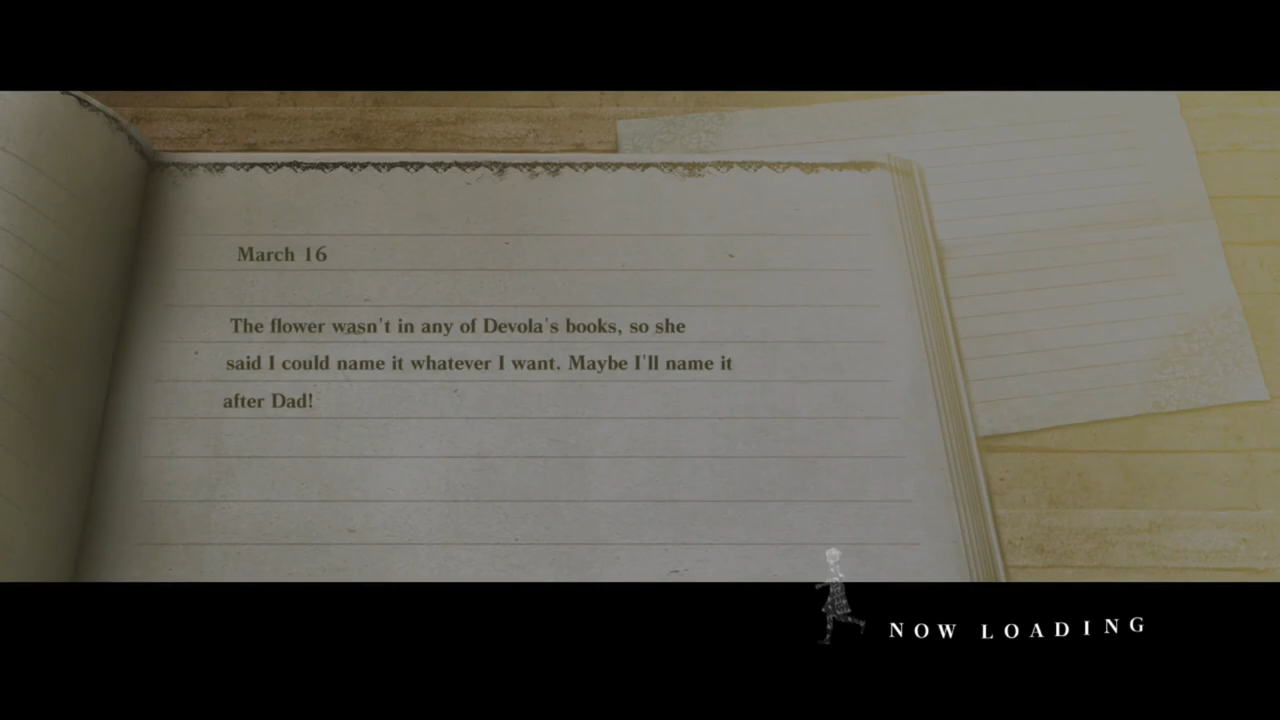 March 16
The flower wasn't in any of Devola's books, so she
said I could name it whatever I want. Maybe I'll name it
after Dad!
NOW LOADING